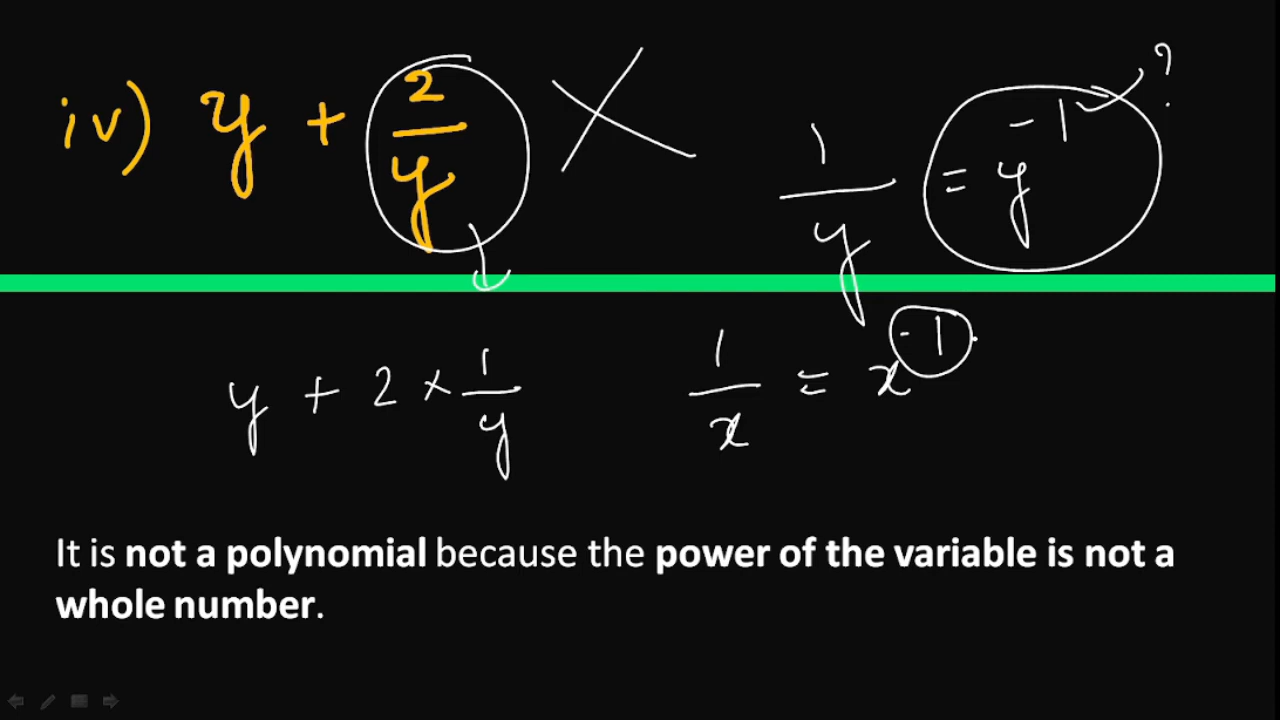 iv) y + 2/y
1/y = y⁻¹ ?
y + 2 × 1/y
1/x = x⁻¹
It is not a polynomial because the power of the variable is not a
whole number.